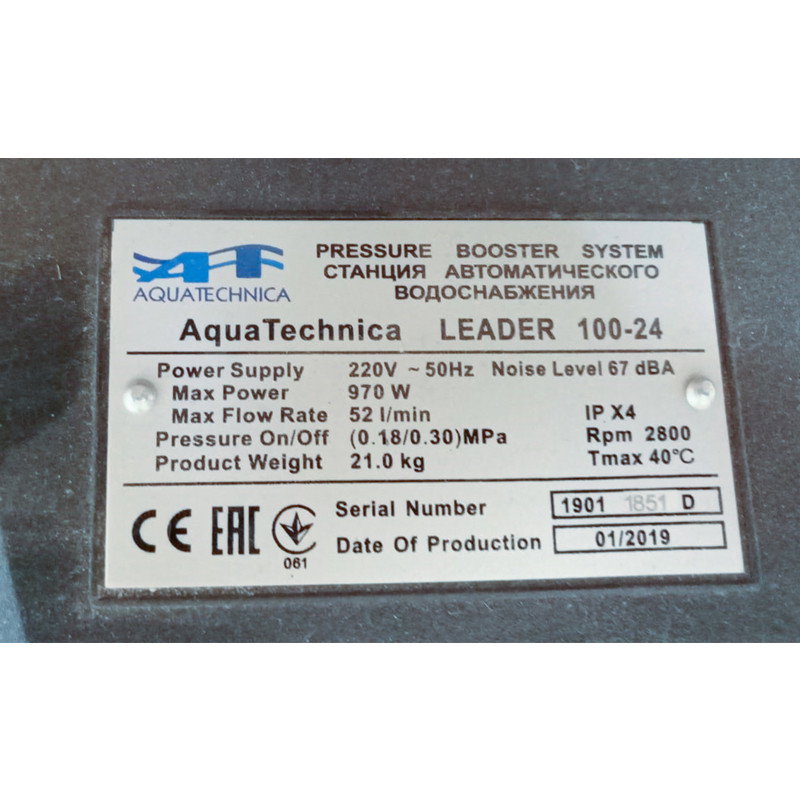 PRESSURE BOOSTER SYSTEM
СТАНЦИЯ АВТОМАТИЧЕСКОГО
ВОДОСНАБЖЕНИЯ
AQUATECHNICA
AquaTechnica LEADER 100-24
Power Supply 220V ~ 50Hz Noise Level 67 dBA
Max Power 970 W
Max Flow Rate 52 l/min IP X4
Pressure On/Off (0.18/0.30)MPa Rpm 2800
Product Weight 21.0 kg Tmax 40℃
CE EAC 061
Serial Number 1901 1851 D
Date Of Production 01/2019